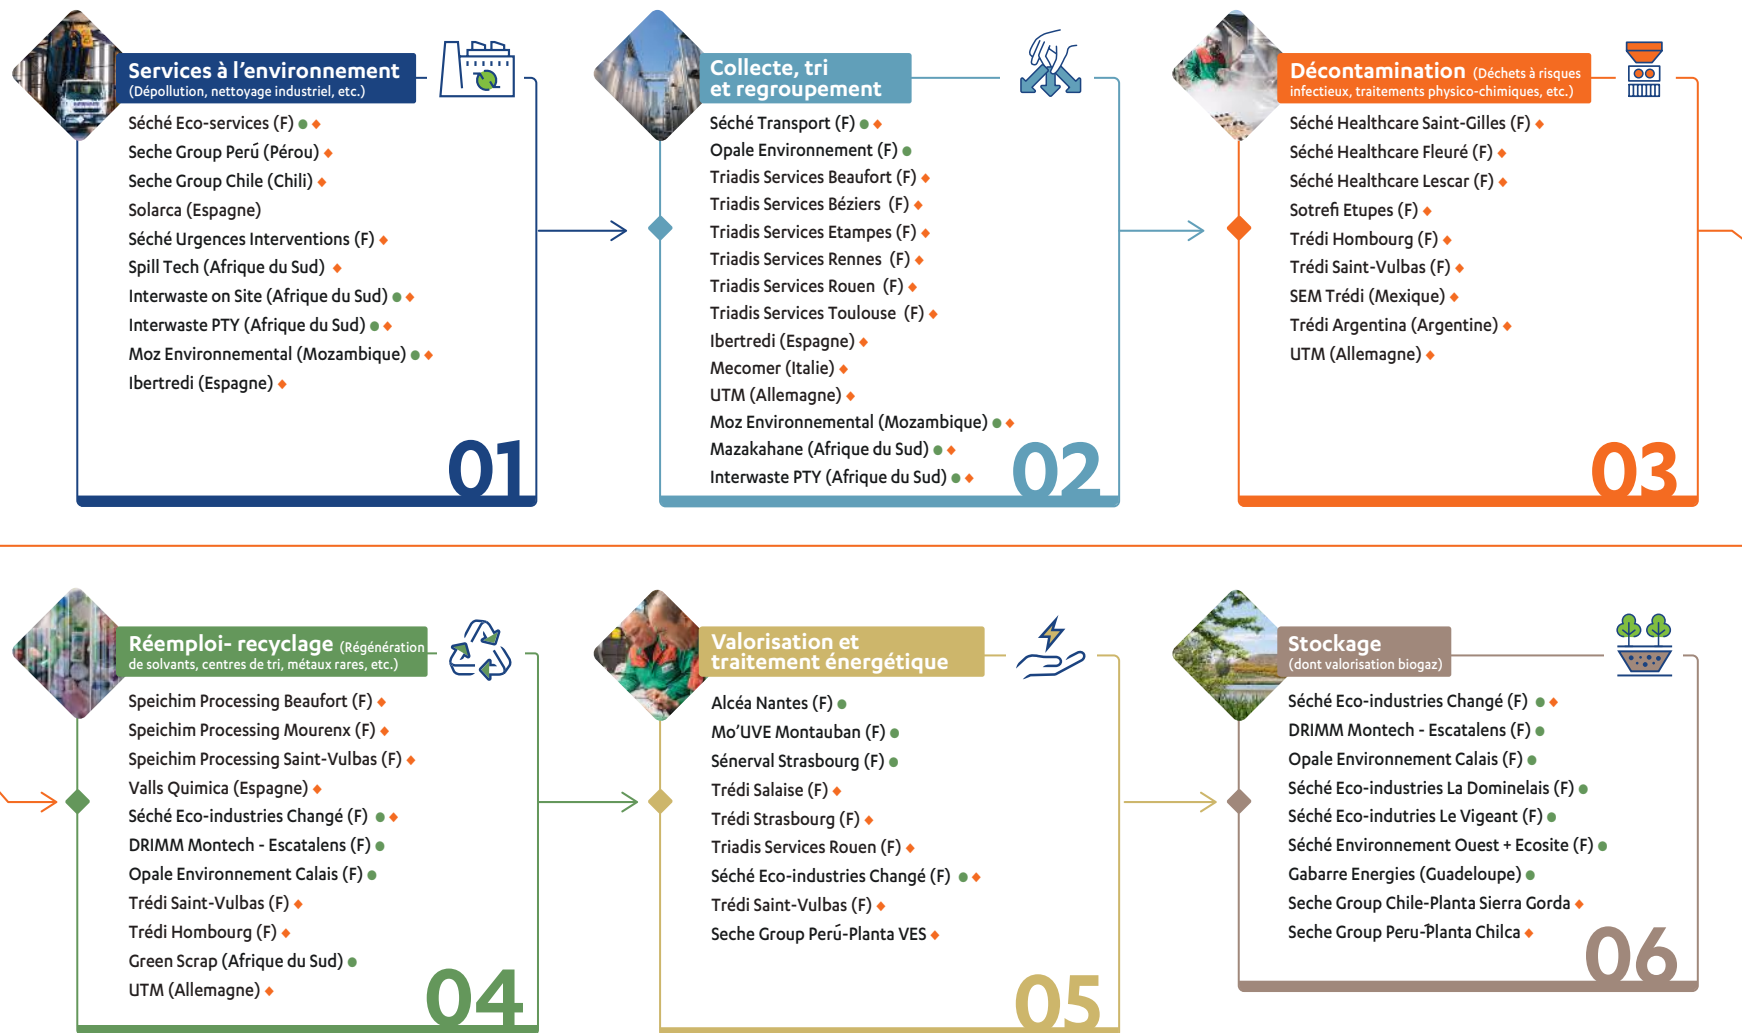 Services à l'environnement
(Dépollution, nettoyage industriel, etc.)
Séché Eco-services (F) ● ◆
Seche Group Perú (Pérou) ◆
Seche Group Chile (Chili) ◆
Solarca (Espagne)
Séché Urgences Interventions (F) ◆
Spill Tech (Afrique du Sud) ◆
Interwaste on Site (Afrique du Sud) ● ◆
Interwaste PTY (Afrique du Sud) ● ◆
Moz Environnemental (Mozambique) ● ◆
Ibertredi (Espagne) ◆
01
Collecte, tri
et regroupement
Séché Transport (F) ● ◆
Opale Environnement (F) ●
Triadis Services Beaufort (F) ◆
Triadis Services Béziers (F) ◆
Triadis Services Etampes (F) ◆
Triadis Services Rennes (F) ◆
Triadis Services Rouen (F) ◆
Triadis Services Toulouse (F) ◆
Ibertredi (Espagne) ◆
Mecomer (Italie) ◆
UTM (Allemagne) ◆
Moz Environnemental (Mozambique) ● ◆
Mazakahane (Afrique du Sud) ● ◆
Interwaste PTY (Afrique du Sud) ● ◆
02
Décontamination (Déchets à risques
infectieux, traitements physico-chimiques, etc.)
Séché Healthcare Saint-Gilles (F) ◆
Séché Healthcare Fleuré (F) ◆
Séché Healthcare Lescar (F) ◆
Sotrefi Etupes (F) ◆
Trédi Hombourg (F) ◆
Trédi Saint-Vulbas (F) ◆
SEM Trédi (Mexique) ◆
Trédi Argentina (Argentine) ◆
UTM (Allemagne) ◆
03
Réemploi- recyclage (Régénération
de solvants, centres de tri, métaux rares, etc.)
Speichim Processing Beaufort (F) ◆
Speichim Processing Mourenx (F) ◆
Speichim Processing Saint-Vulbas (F) ◆
Valls Quimica (Espagne) ◆
Séché Eco-industries Changé (F) ● ◆
DRIMM Montech - Escatalens (F) ●
Opale Environnement Calais (F) ●
Trédi Saint-Vulbas (F) ◆
Trédi Hombourg (F) ◆
Green Scrap (Afrique du Sud) ●
UTM (Allemagne) ◆
04
Valorisation et
traitement énergétique
Alcéa Nantes (F) ●
Mo'UVE Montauban (F) ●
Sénerval Strasbourg (F) ●
Trédi Salaise (F) ◆
Trédi Strasbourg (F) ◆
Triadis Services Rouen (F) ◆
Séché Eco-industries Changé (F) ● ◆
Trédi Saint-Vulbas (F) ◆
Seche Group Perú-Planta VES ◆
05
Stockage
(dont valorisation biogaz)
Séché Eco-industries Changé (F) ● ◆
DRIMM Montech - Escatalens (F) ●
Opale Environnement Calais (F) ●
Séché Eco-industries La Dominelais (F) ●
Séché Eco-indutries Le Vigeant (F) ●
Séché Environnement Ouest + Ecosite (F) ●
Gabarre Energies (Guadeloupe) ●
Seche Group Chile-Planta Sierra Gorda ◆
Seche Group Peru-Planta Chilca ◆
06